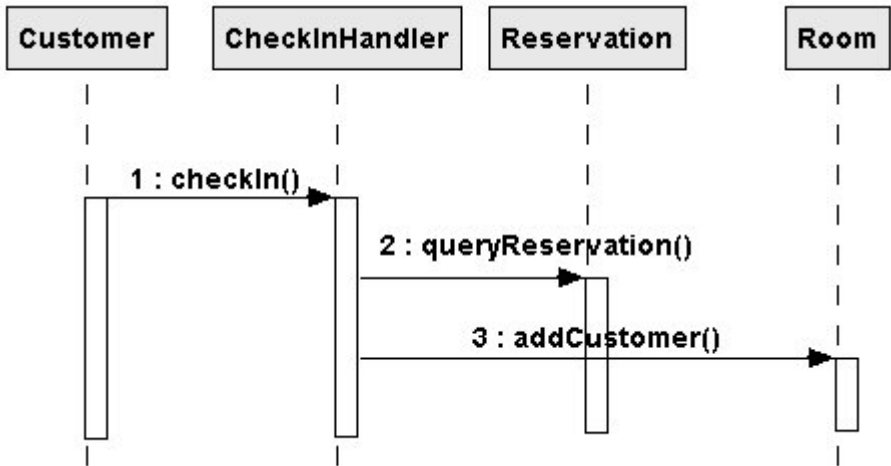 Customer
CheckInHandler
Reservation
Room
1 : checkIn()
2 : queryReservation()
3 : addCustomer()